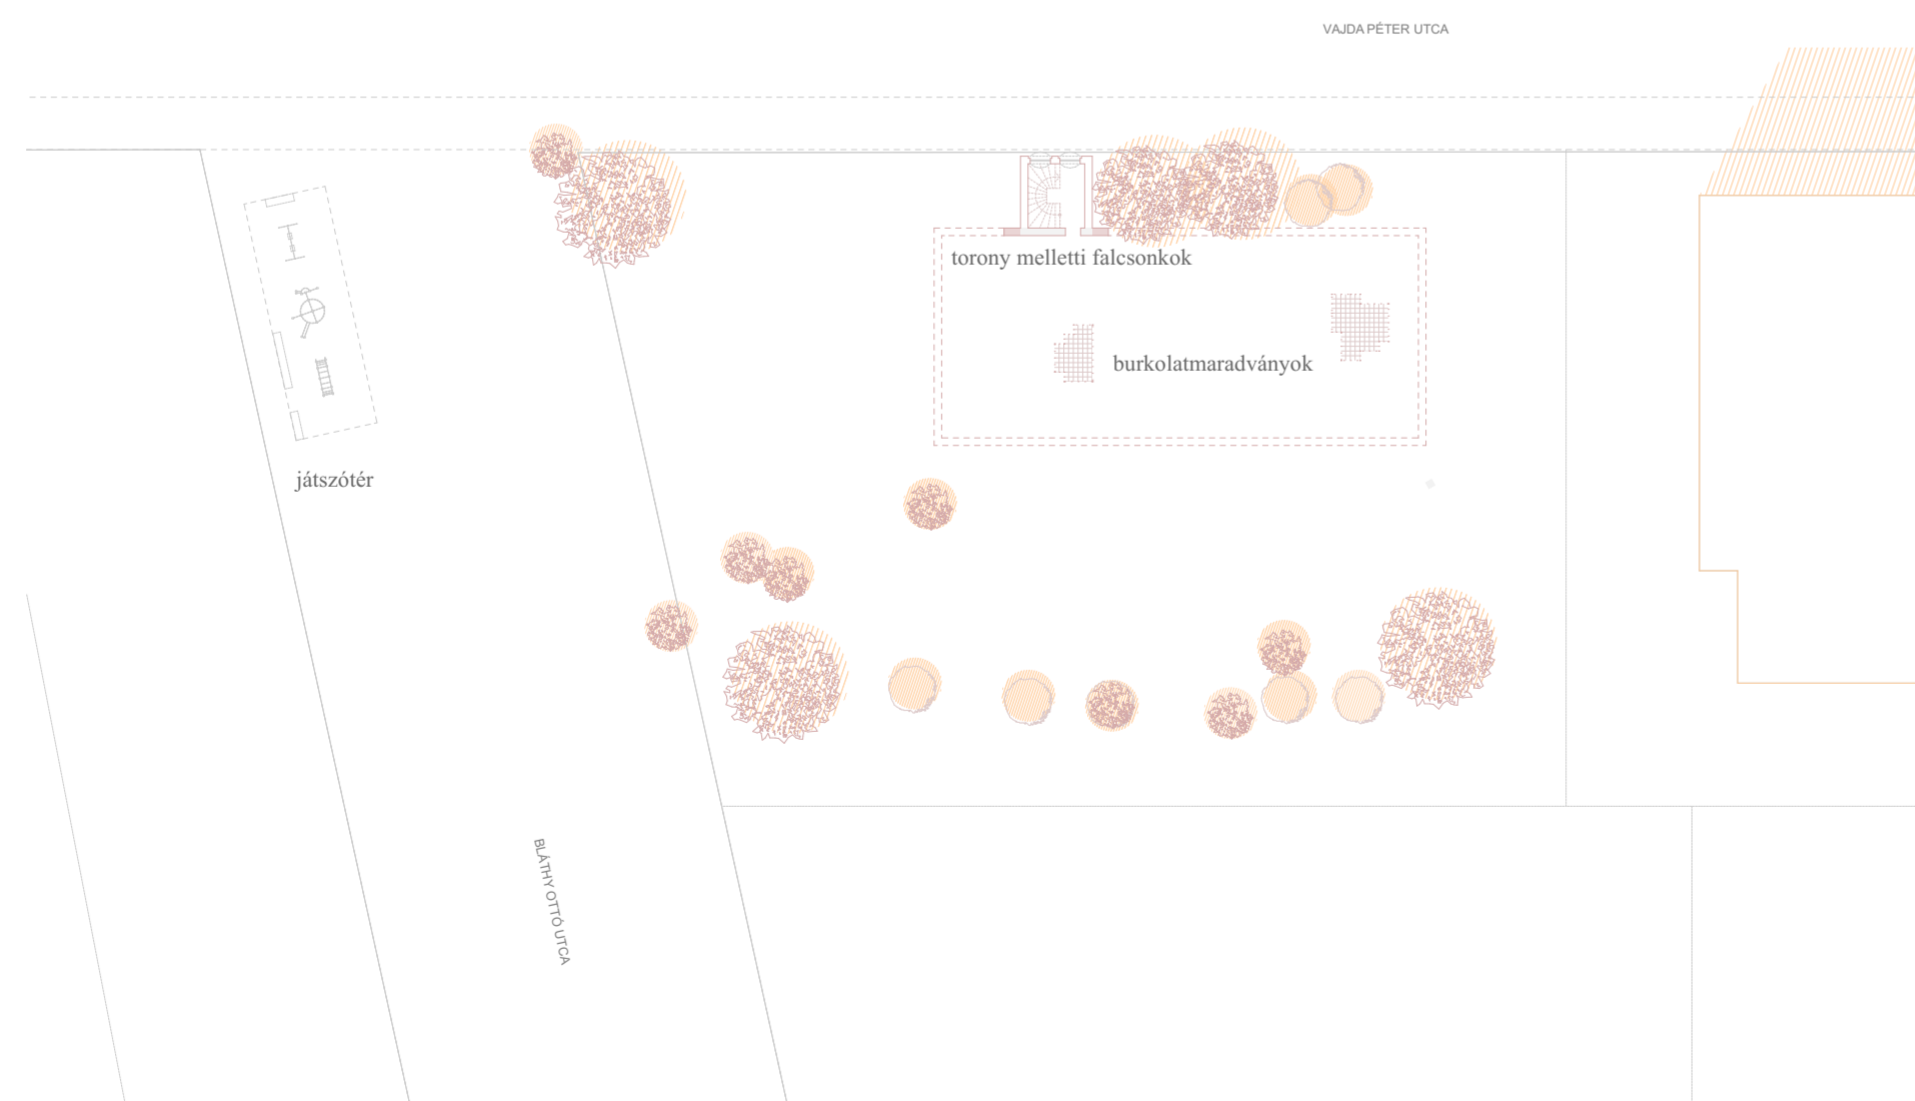 VAJDA PÉTER UTCA
torony melletti falcsonkok
burkolatmaradványok
játszótér
BLÁTHY OTTÓ UTCA